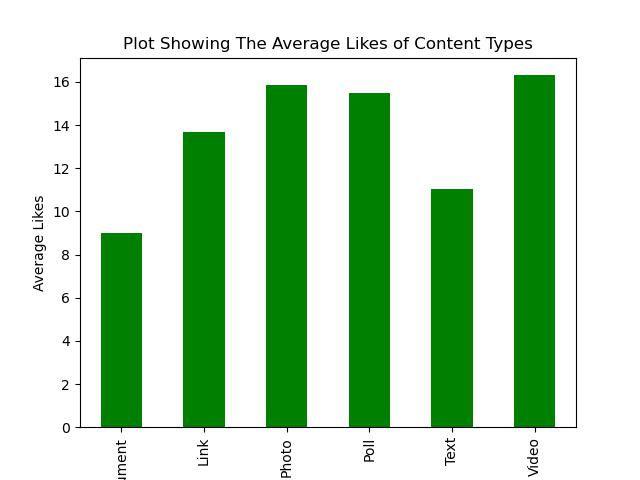 Plot Showing The Average Likes of Content Types
Average Likes
16
14
12
10
8
6
4
2
0
ument
Link
Photo
Poll
Text
Video